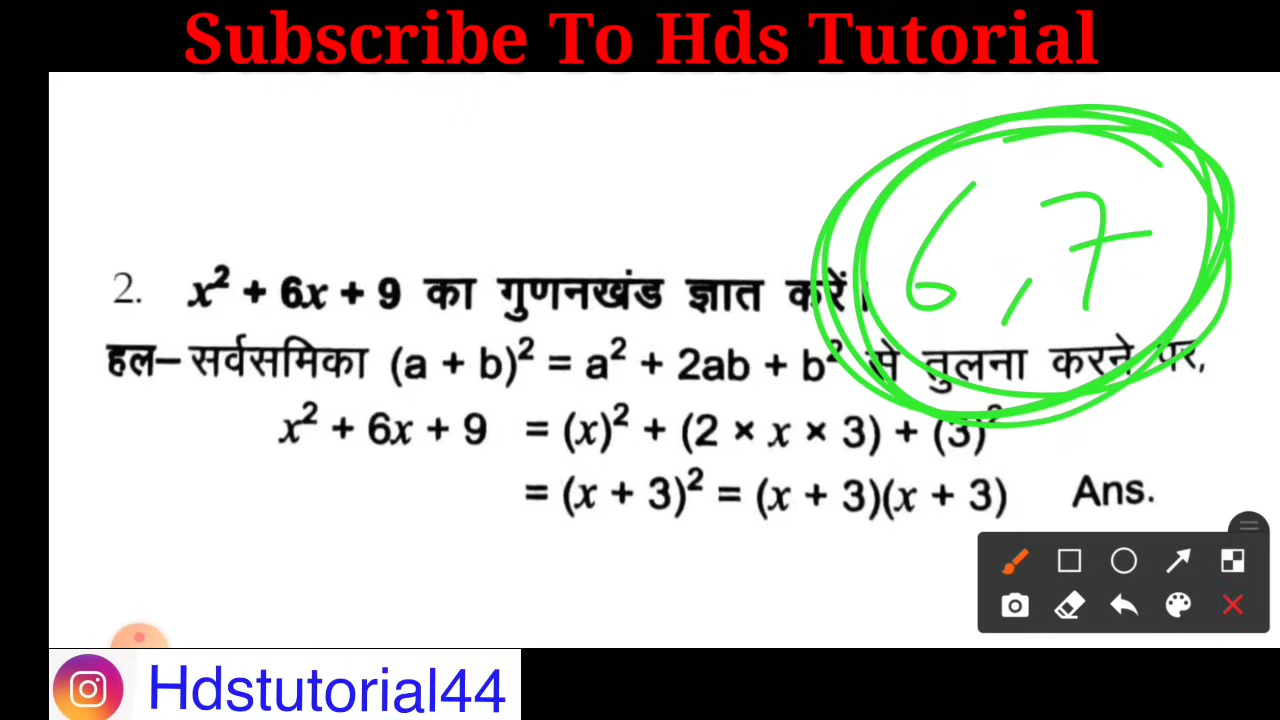 Subscribe To Hds Tutorial
6,7
2. x² + 6x + 9 का गुणनखंड ज्ञात करें।
हल– सर्वसमिका (a + b)² = a² + 2ab + b² से तुलना करने पर,
x² + 6x + 9 = (x)² + (2 × x × 3) + (3)²
= (x + 3)² = (x + 3)(x + 3) Ans.
Hdstutorial44